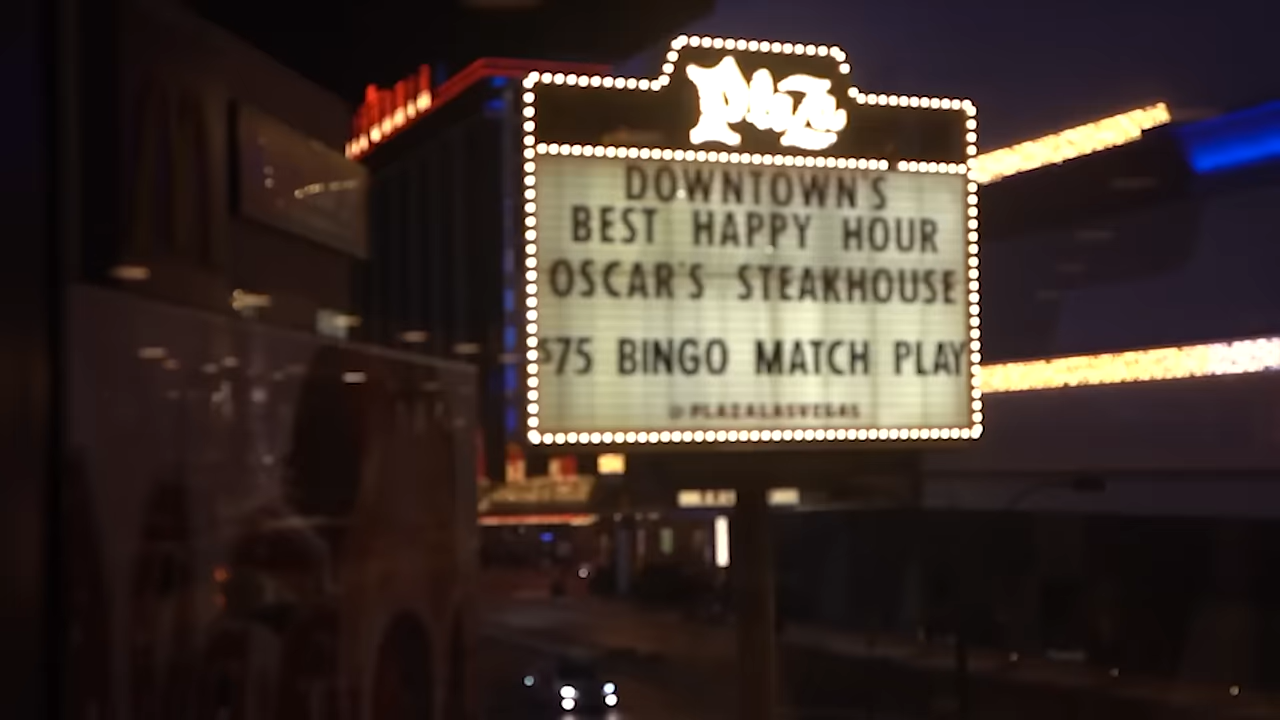 Plaza
DOWNTOWN'S
BEST HAPPY HOUR
OSCAR'S STEAKHOUSE
$75 BINGO MATCH PLAY
@PLAZALASVEGAS